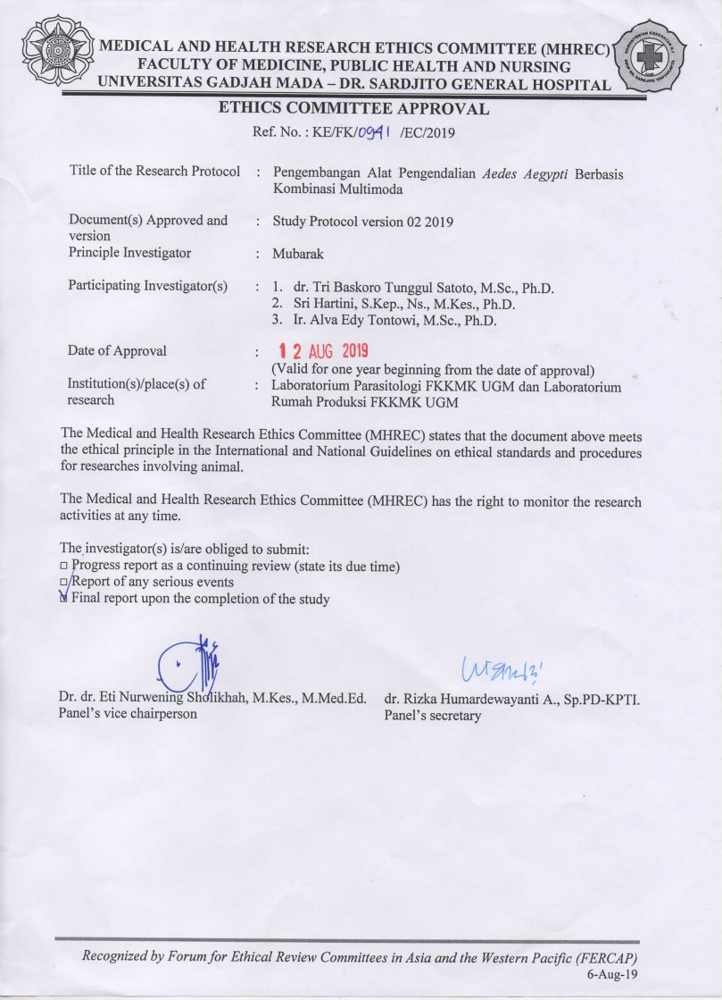 MEDICAL AND HEALTH RESEARCH ETHICS COMMITTEE (MHREC)
FACULTY OF MEDICINE, PUBLIC HEALTH AND NURSING
UNIVERSITAS GADJAH MADA – DR. SARDJITO GENERAL HOSPITAL
ETHICS COMMITTEE APPROVAL
Ref. No. : KE/FK/0941 /EC/2019
Title of the Research Protocol : Pengembangan Alat Pengendalian Aedes Aegypti Berbasis
Kombinasi Multimoda
Document(s) Approved and : Study Protocol version 02 2019
version
Principle Investigator : Mubarak
Participating Investigator(s) : 1. dr. Tri Baskoro Tunggul Satoto, M.Sc., Ph.D.
2. Sri Hartini, S.Kep., Ns., M.Kes., Ph.D.
3. Ir. Alva Edy Tontowi, M.Sc., Ph.D.
Date of Approval : 12 AUG 2019
(Valid for one year beginning from the date of approval)
Institution(s)/place(s) of : Laboratorium Parasitologi FKKMK UGM dan Laboratorium
research Rumah Produksi FKKMK UGM
The Medical and Health Research Ethics Committee (MHREC) states that the document above meets
the ethical principle in the International and National Guidelines on ethical standards and procedures
for researches involving animal.
The Medical and Health Research Ethics Committee (MHREC) has the right to monitor the research
activities at any time.
The investigator(s) is/are obliged to submit:
□ Progress report as a continuing review (state its due time)
□ Report of any serious events
☑ Final report upon the completion of the study
Dr. dr. Eti Nurwening Sholikhah, M.Kes., M.Med.Ed. dr. Rizka Humardewayanti A., Sp.PD-KPTI.
Panel's vice chairperson Panel's secretary
Recognized by Forum for Ethical Review Committees in Asia and the Western Pacific (FERCAP)
6-Aug-19